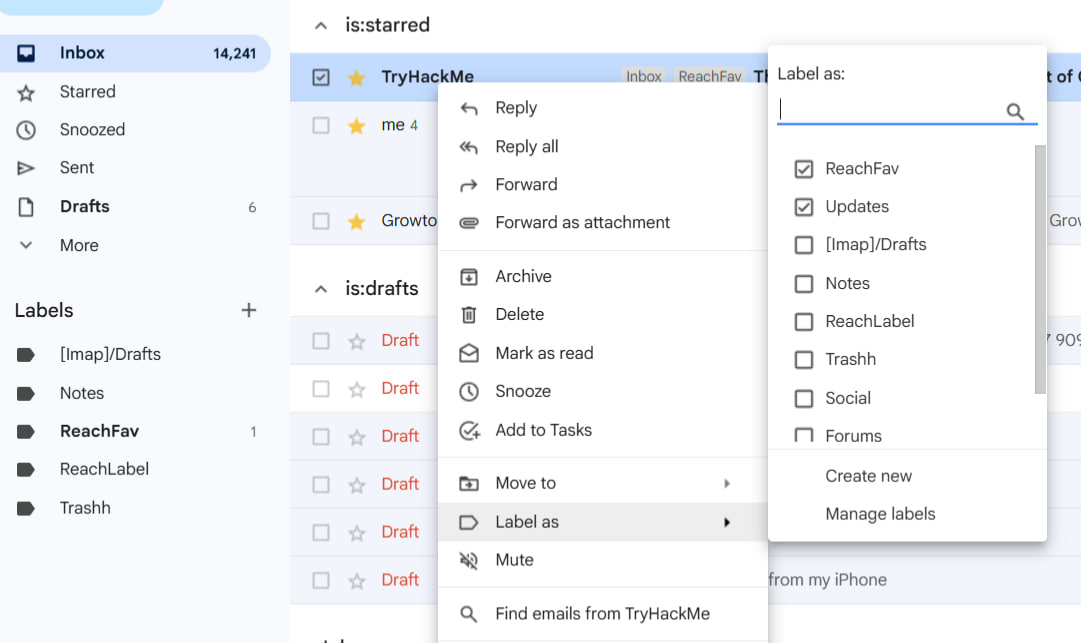 Inbox 14,241
Starred
Snoozed
Sent
Drafts 6
More
Labels
[Imap]/Drafts
Notes
ReachFav 1
ReachLabel
Trashh
is:starred
TryHackMe Inbox ReachFav
t of
me 4
Growto
Grow
is:drafts
Draft
7 909
Draft
Draft
Draft
Draft
Draft
from my iPhone
Reply
Reply all
Forward
Forward as attachment
Archive
Delete
Mark as read
Snooze
Add to Tasks
Move to
Label as
Mute
Find emails from TryHackMe
Label as:
ReachFav
Updates
[Imap]/Drafts
Notes
ReachLabel
Trashh
Social
Forums
Create new
Manage labels